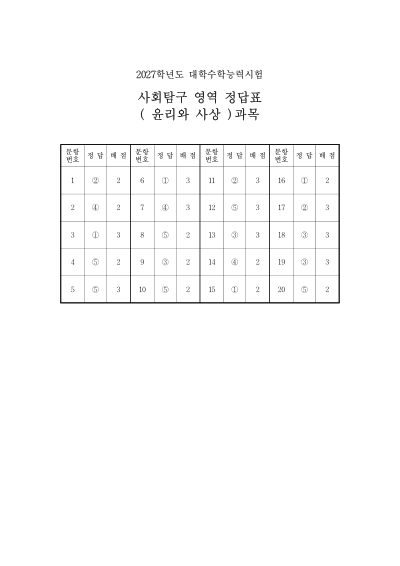 2027학년도 대학수학능력시험
사회탐구 영역 정답표
( 윤리와 사상 )과목
문항번호 정 답 배 점 문항번호 정 답 배 점 문항번호 정 답 배 점 문항번호 정 답 배 점
1 ② 2 6 ① 3 11 ② 3 16 ① 2
2 ④ 2 7 ④ 3 12 ⑤ 3 17 ② 3
3 ① 3 8 ⑤ 2 13 ③ 3 18 ③ 3
4 ⑤ 2 9 ③ 2 14 ④ 2 19 ③ 3
5 ⑤ 3 10 ⑤ 2 15 ① 2 20 ⑤ 2